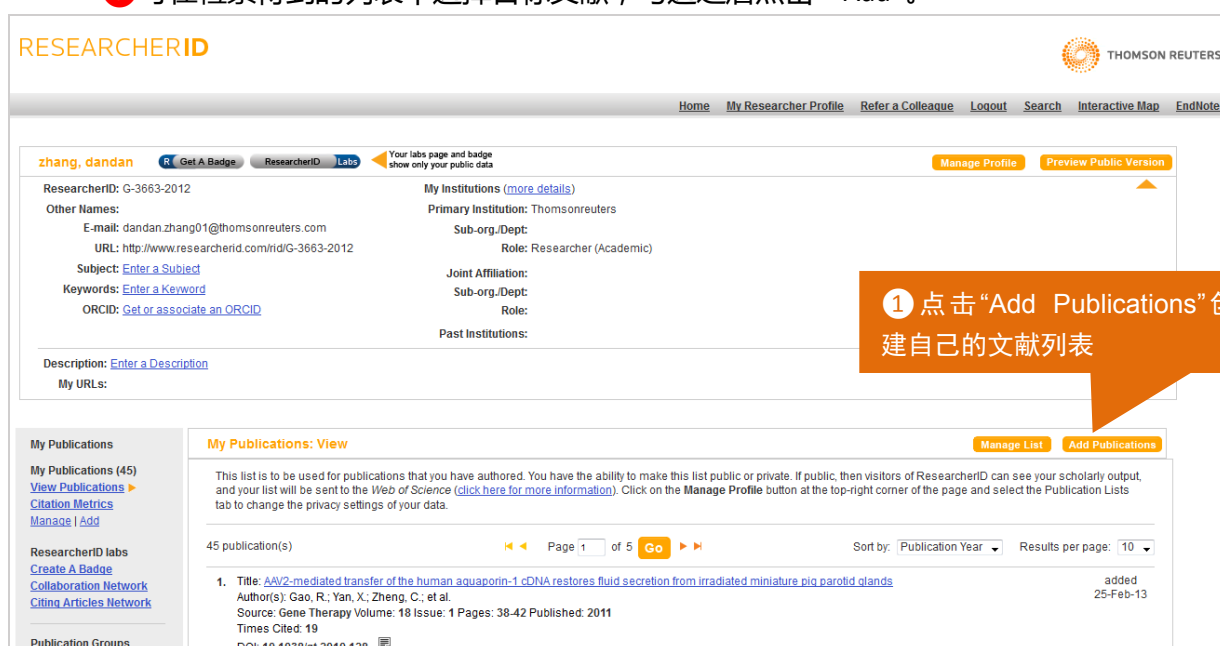 RESEARCHERID
THOMSON REUTERS
Home My Researcher Profile Refer a Colleague Logout Search Interactive Map EndNote
zhang, dandan R Get A Badge ResearcherID Labs Your labs page and badge
show only your public data
Manage Profile Preview Public Version
ResearcherID: G-3663-2012
Other Names:
E-mail: dandan.zhang01@thomsonreuters.com
URL: http://www.researcherid.com/rid/G-3663-2012
Subject: Enter a Subject
Keywords: Enter a Keyword
ORCID: Get or associate an ORCID
My Institutions (more details)
Primary Institution: Thomsonreuters
Sub-org./Dept:
Role: Researcher (Academic)
Joint Affiliation:
Sub-org./Dept:
Role:
Past Institutions:
Description: Enter a Description
My URLs:
1 点击“Add Publications”创
建自己的文献列表
My Publications
My Publications (45)
View Publications
Citation Metrics
Manage | Add
ResearcherID labs
Create A Badge
Collaboration Network
Citing Articles Network
Publication Groups
My Publications: View
Manage List Add Publications
This list is to be used for publications that you have authored. You have the ability to make this list public or private. If public, then visitors of ResearcherID can see your scholarly output,
and your list will be sent to the Web of Science (click here for more information). Click on the Manage Profile button at the top-right corner of the page and select the Publication Lists
tab to change the privacy settings of your data.
45 publication(s) Page 1 of 5 Go Sort by: Publication Year Results per page: 10
1. Title: AAV2-mediated transfer of the human aquaporin-1 cDNA restores fluid secretion from irradiated miniature pig parotid glands
added
25-Feb-13
Author(s): Gao, R.; Yan, X.; Zheng, C.; et al.
Source: Gene Therapy Volume: 18 Issue: 1 Pages: 38-42 Published: 2011
Times Cited: 19